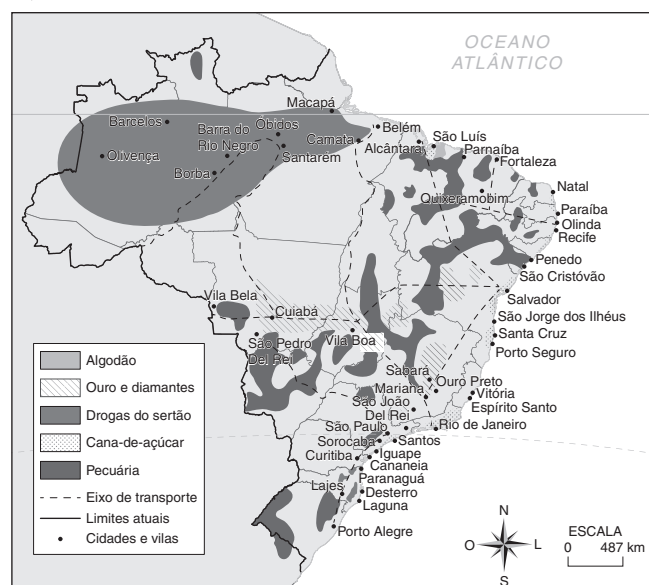 OCEANO
ATLÂNTICO
Macapá
Barcelos
Óbidos
Barra do
Rio Negro
Camata
Belém
Alcântara
São Luís
Parnaíba
Fortaleza
Olivença
Santarém
Borba
Quixeramobim
Natal
Paraíba
Olinda
Recife
Penedo
São Cristóvão
Vila Bela
Cuiabá
Salvador
São Jorge dos Ilhéus
São Pedro
Del Rei
Vila Boa
Santa Cruz
Porto Seguro
Sabará
Ouro Preto
Mariana
Vitória
Espírito Santo
São João
Del Rei
São Paulo
Rio de Janeiro
Sorocaba
Santos
Curitiba
Iguape
Cananeia
Paranaguá
Lajes
Desterro
Laguna
Porto Alegre
Algodão
Ouro e diamantes
Drogas do sertão
Cana-de-açúcar
Pecuária
Eixo de transporte
Limites atuais
Cidades e vilas
N
O
L
S
ESCALA
0 487 km